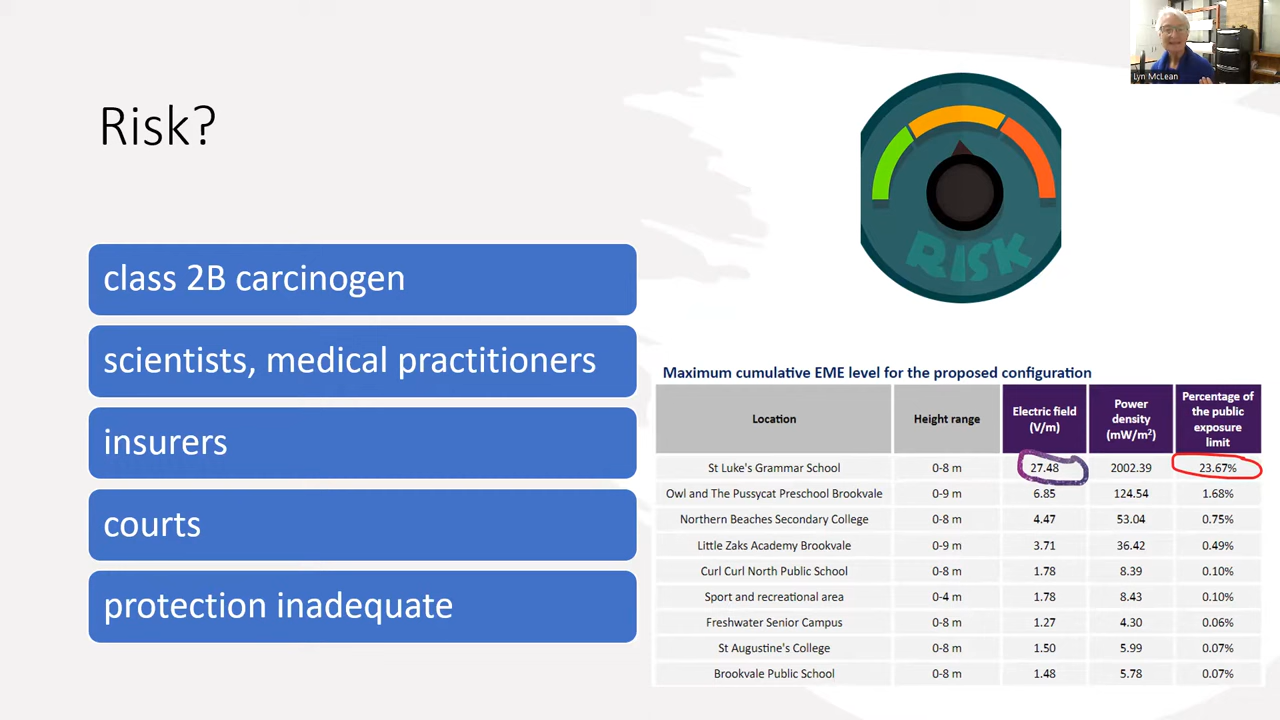 Lyn McLean
Risk?
RISK
class 2B carcinogen
scientists, medical practitioners
insurers
courts
protection inadequate
Maximum cumulative EME level for the proposed configuration
Location Height range Electric field (V/m) Power density (mW/m²) Percentage of the public exposure limit
St Luke's Grammar School 0-8 m 27.48 2002.39 23.67%
Owl and The Pussycat Preschool Brookvale 0-9 m 6.85 124.54 1.68%
Northern Beaches Secondary College 0-8 m 4.47 53.04 0.75%
Little Zaks Academy Brookvale 0-9 m 3.71 36.42 0.49%
Curl Curl North Public School 0-8 m 1.78 8.39 0.10%
Sport and recreational area 0-4 m 1.78 8.43 0.10%
Freshwater Senior Campus 0-8 m 1.27 4.30 0.06%
St Augustine's College 0-8 m 1.50 5.99 0.07%
Brookvale Public School 0-8 m 1.48 5.78 0.07%